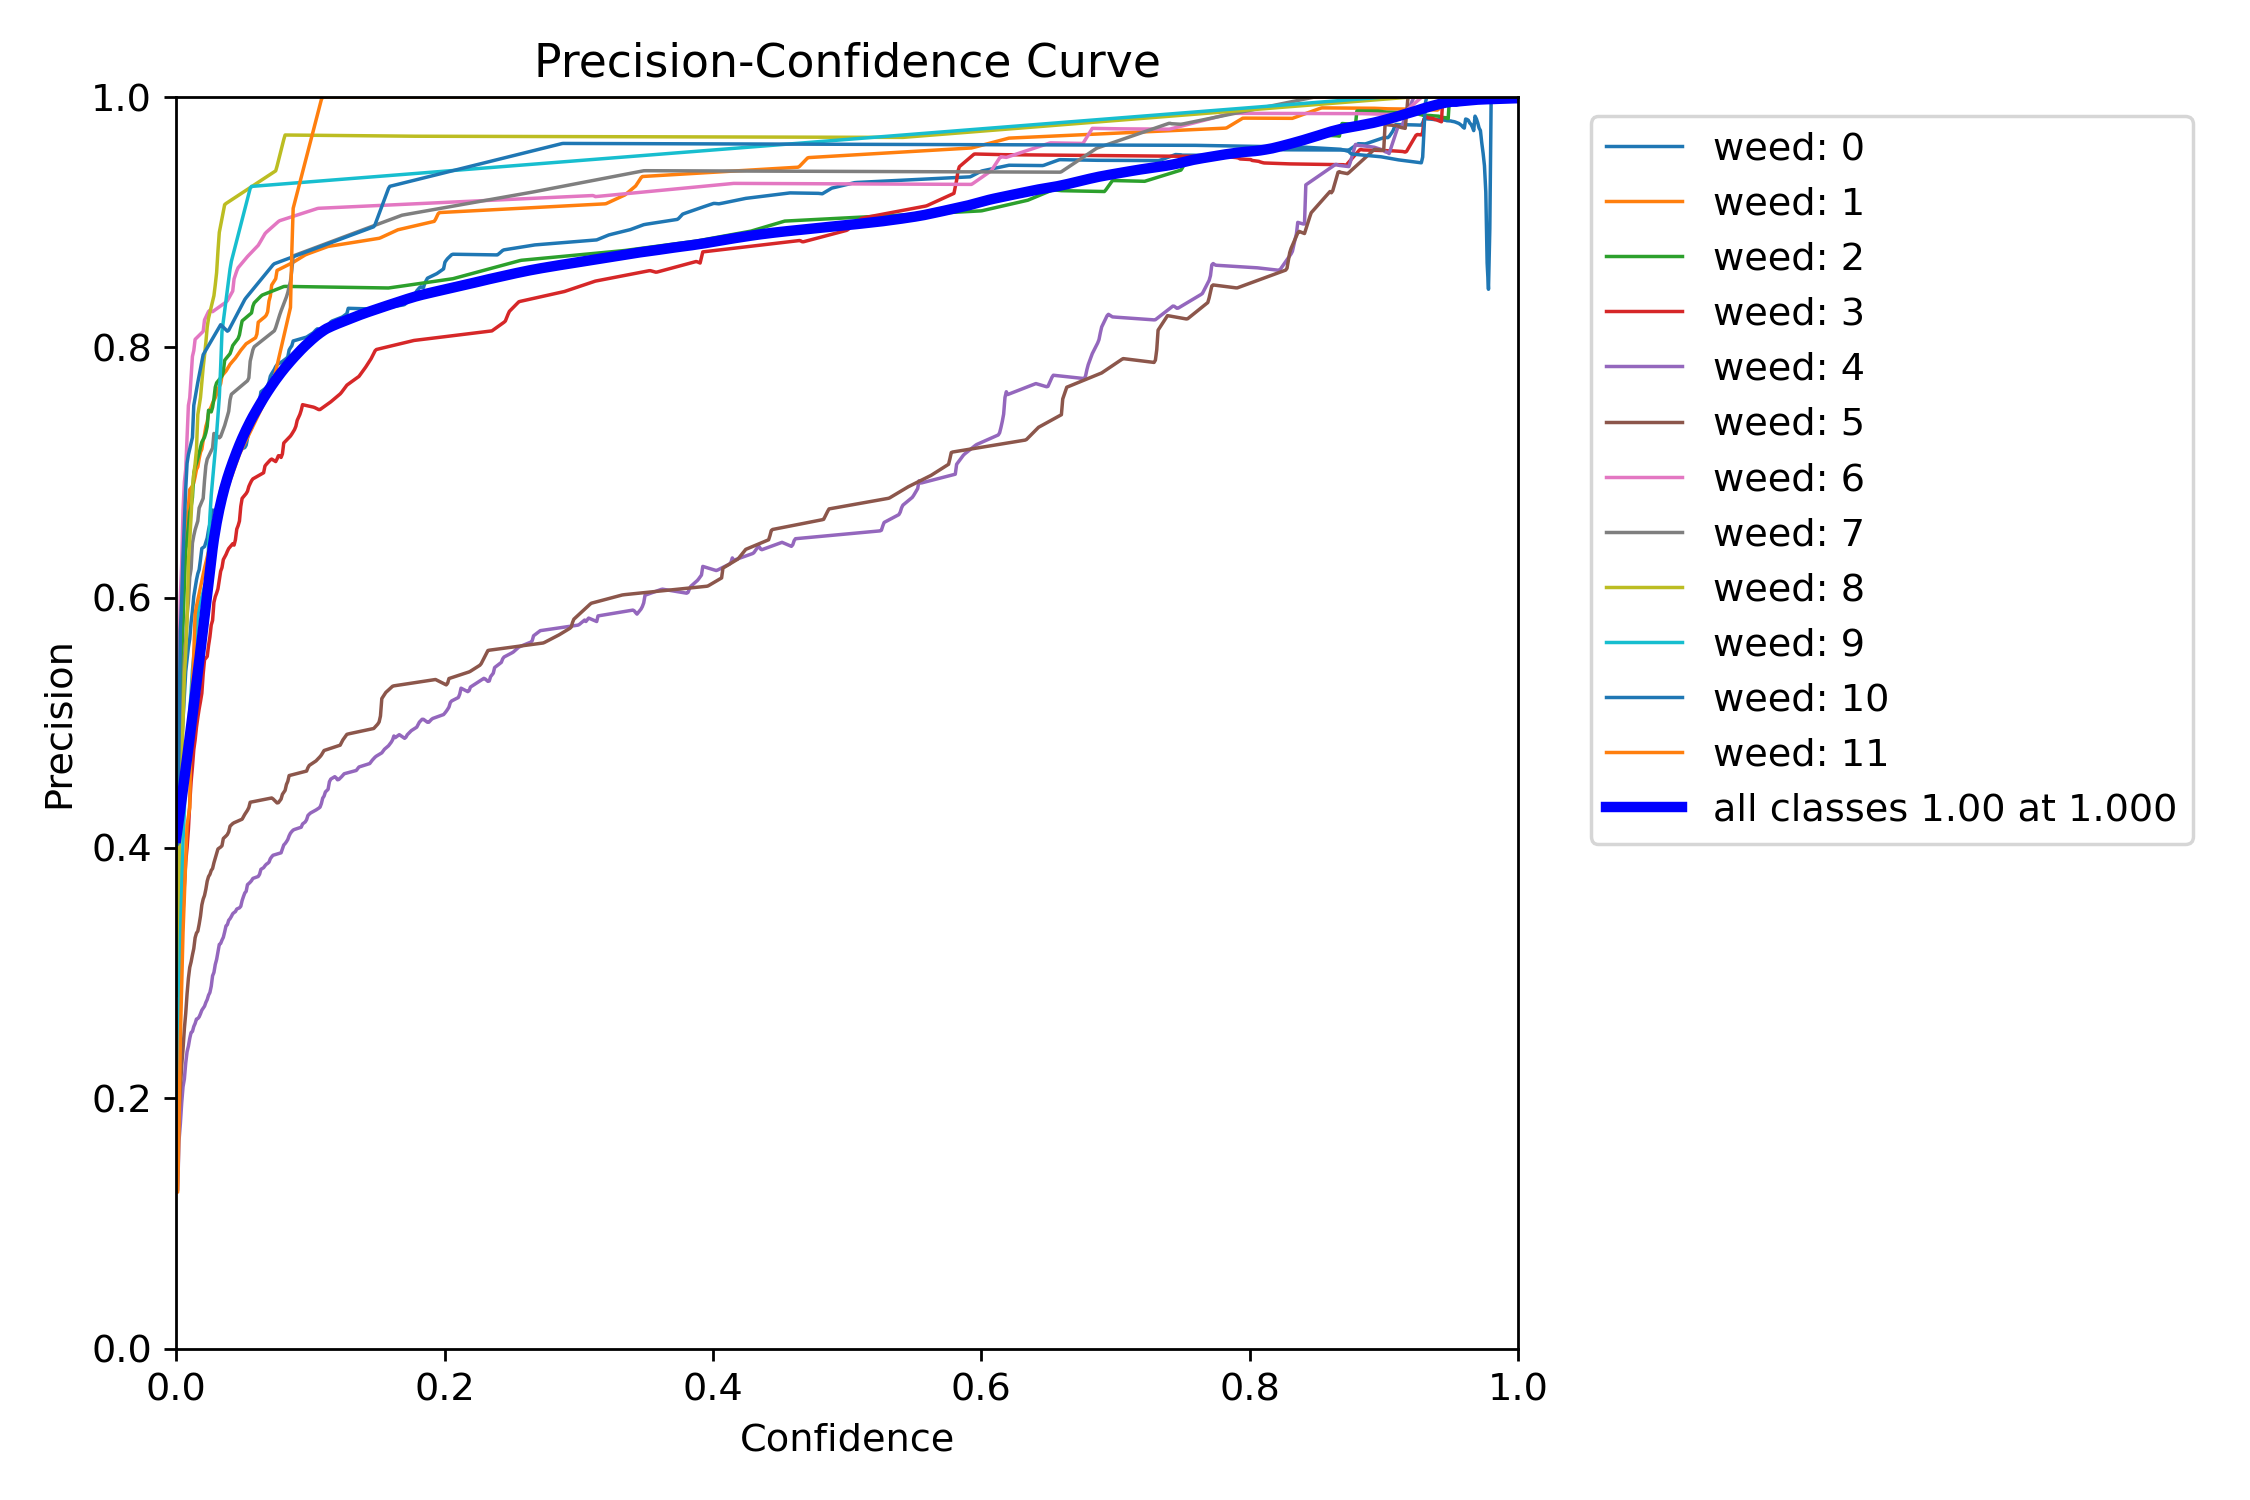 Precision-Confidence Curve
1.0
0.8
0.6
0.4
0.2
0.0
Precision
0.0 0.2 0.4 0.6 0.8 1.0
Confidence
weed: 0
weed: 1
weed: 2
weed: 3
weed: 4
weed: 5
weed: 6
weed: 7
weed: 8
weed: 9
weed: 10
weed: 11
all classes 1.00 at 1.000